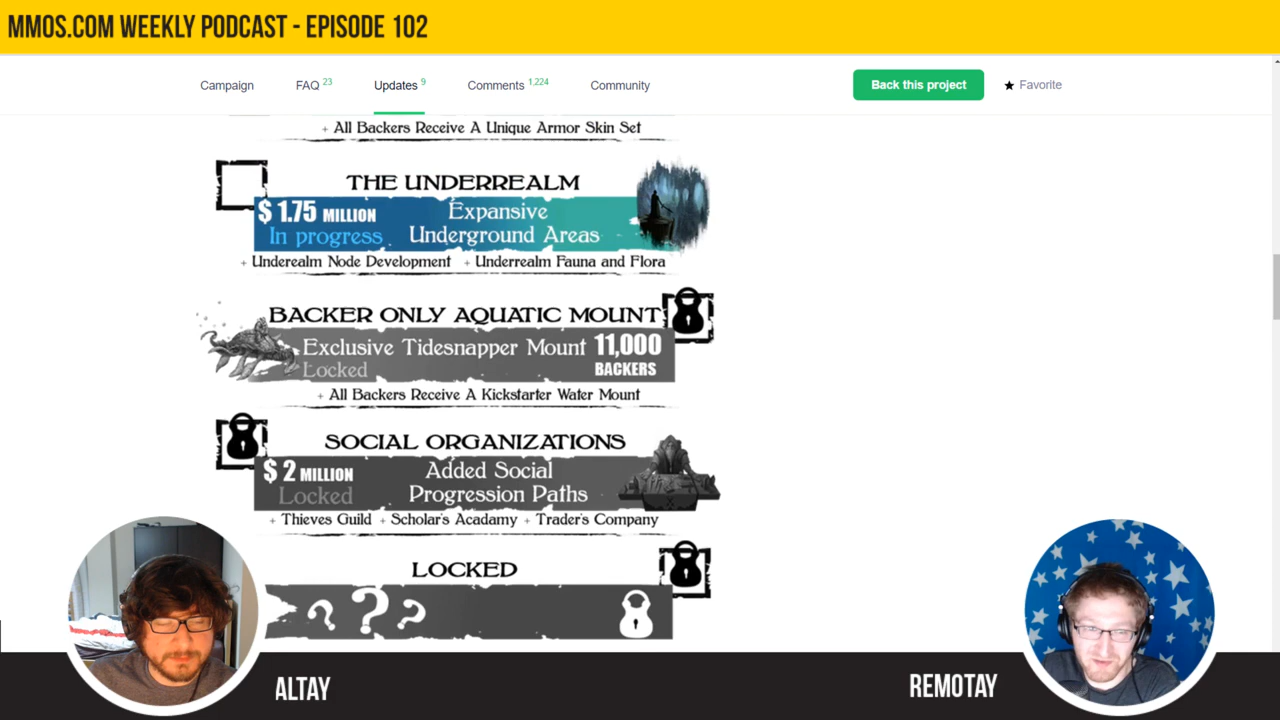 MMOS.COM WEEKLY PODCAST - EPISODE 102
Campaign FAQ 23 Updates 9 Comments 1,224 Community Back this project ★ Favorite
+ All Backers Receive A Unique Armor Skin Set
THE UNDERREALM
$ 1.75 MILLION Expansive
In progress Underground Areas
+ Underealm Node Development + Underrealm Fauna and Flora
BACKER ONLY AQUATIC MOUNT
Exclusive Tidesnapper Mount 11,000
Locked BACKERS
+ All Backers Receive A Kickstarter Water Mount
SOCIAL ORGANIZATIONS
$ 2 MILLION Added Social
Locked Progression Paths
+ Thieves Guild + Scholar's Acadamy + Trader's Company
LOCKED
? ? ?
ALTAY
REMOTAY